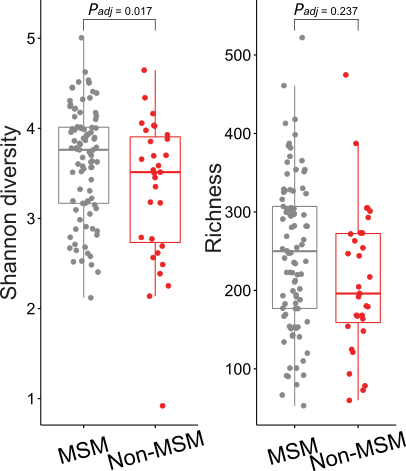 Padj = 0.017
Shannon diversity
5
4
3
2
1
MSM
Non-MSM
Padj = 0.237
Richness
500
400
300
200
100
MSM
Non-MSM